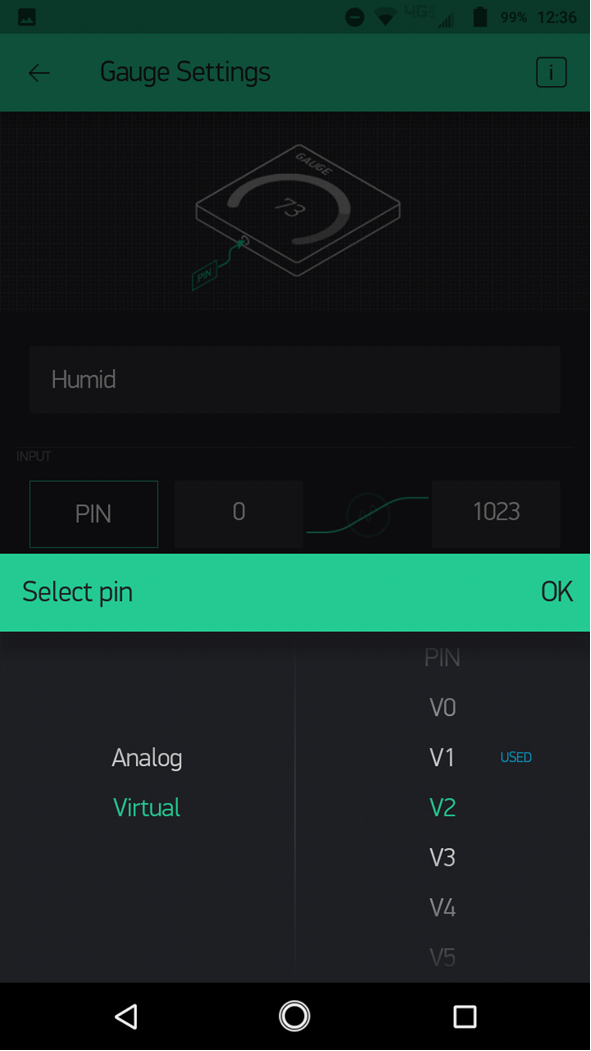 4G
99% 12:36
Gauge Settings
i
GAUGE
73
PIN
Humid
INPUT
PIN 0 1023
Select pin OK
PIN
V0
Analog V1 USED
Virtual V2
V3
V4
V5